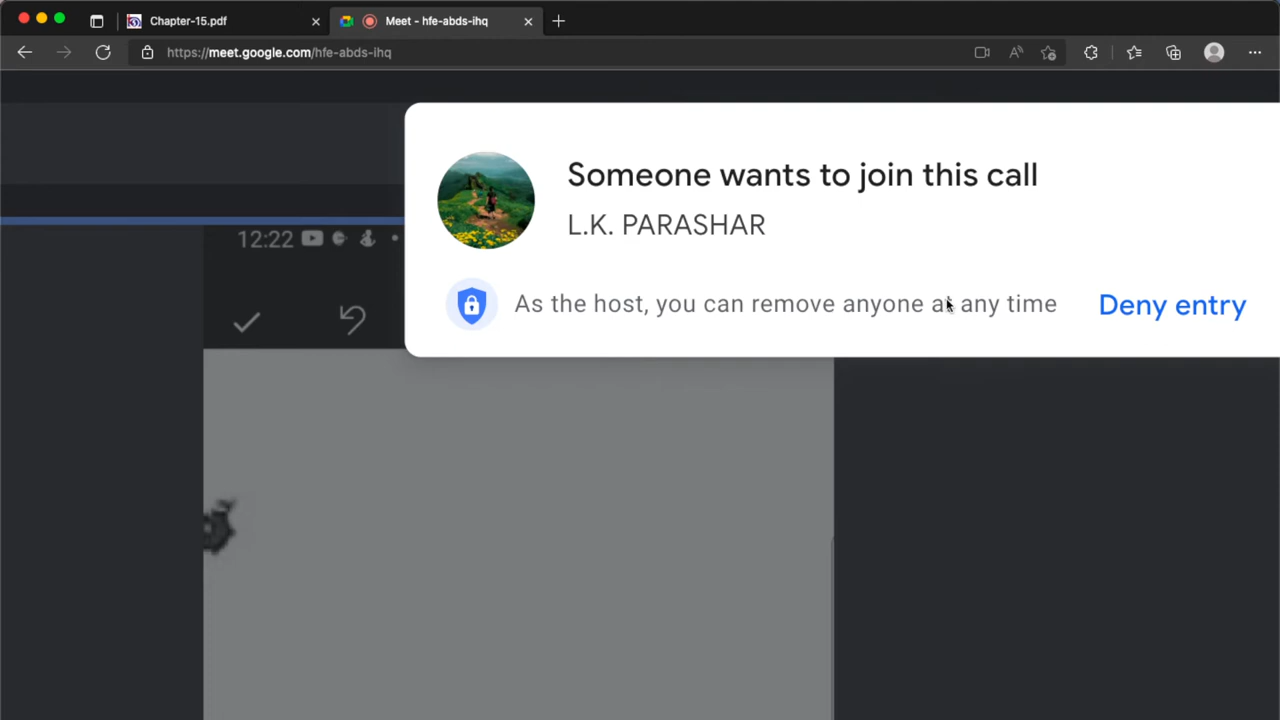 Chapter-15.pdf
Meet - hfe-abds-ihq
https://meet.google.com/hfe-abds-ihq
Someone wants to join this call
L.K. PARASHAR
12:22
As the host, you can remove anyone at any time
Deny entry